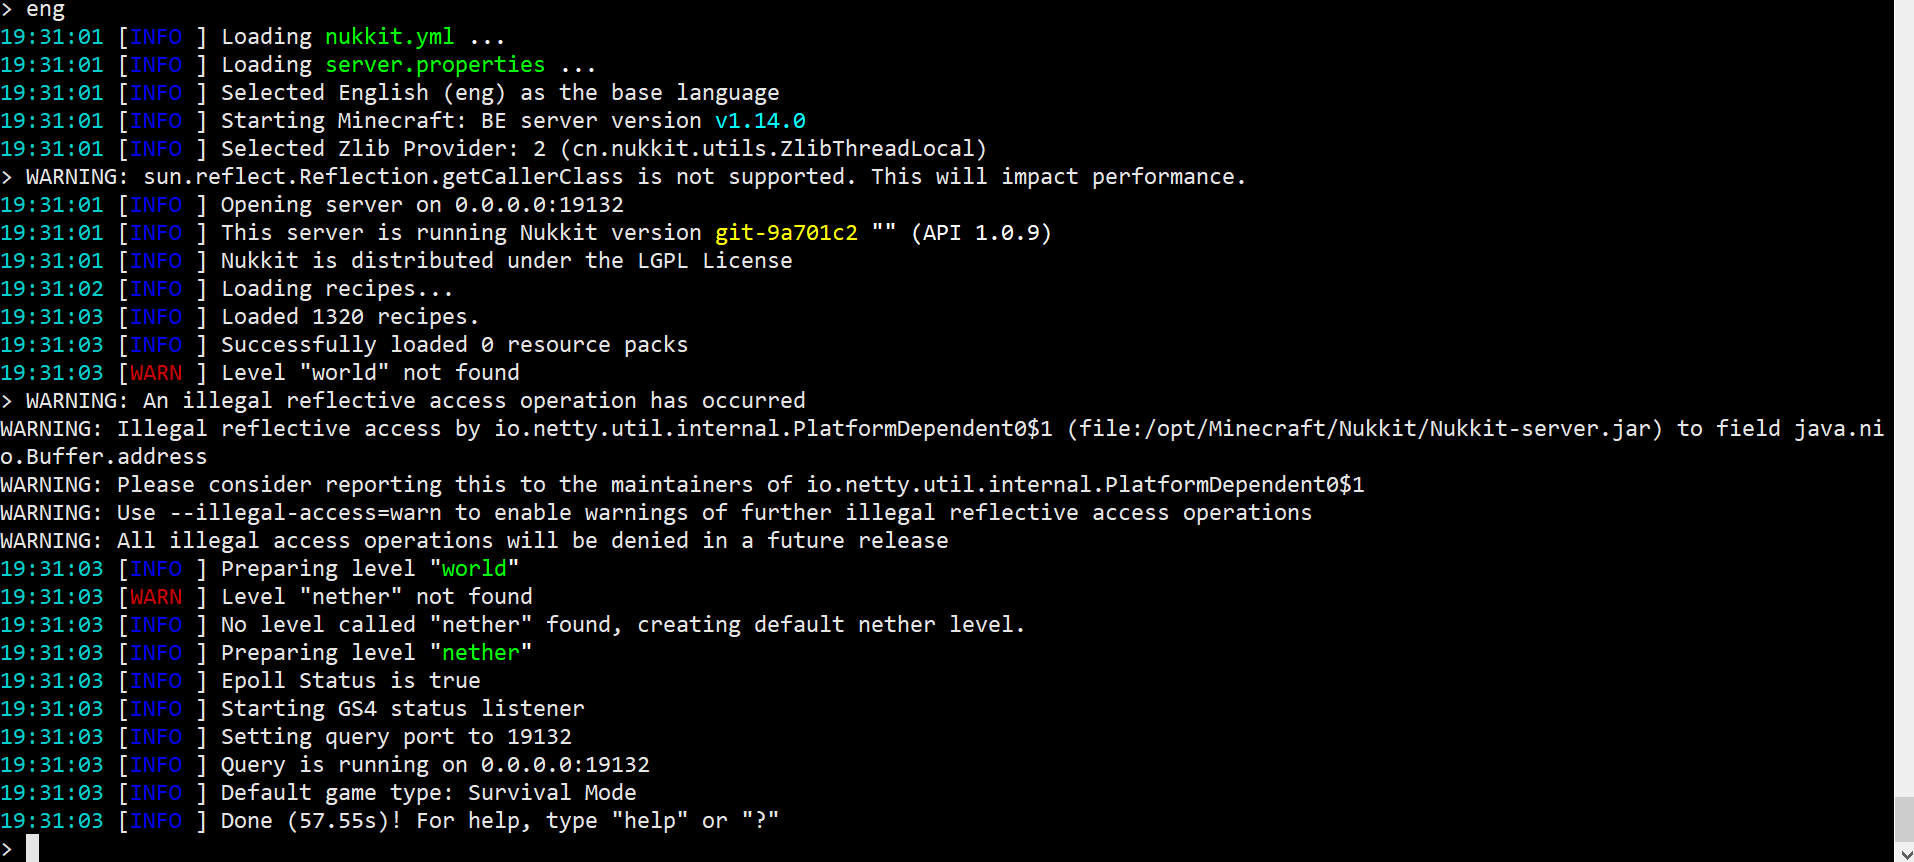 > eng
19:31:01 [INFO ] Loading nukkit.yml ...
19:31:01 [INFO ] Loading server.properties ...
19:31:01 [INFO ] Selected English (eng) as the base language
19:31:01 [INFO ] Starting Minecraft: BE server version v1.14.0
19:31:01 [INFO ] Selected Zlib Provider: 2 (cn.nukkit.utils.ZlibThreadLocal)
> WARNING: sun.reflect.Reflection.getCallerClass is not supported. This will impact performance.
19:31:01 [INFO ] Opening server on 0.0.0.0:19132
19:31:01 [INFO ] This server is running Nukkit version git-9a701c2 "" (API 1.0.9)
19:31:01 [INFO ] Nukkit is distributed under the LGPL License
19:31:02 [INFO ] Loading recipes...
19:31:03 [INFO ] Loaded 1320 recipes.
19:31:03 [INFO ] Successfully loaded 0 resource packs
19:31:03 [WARN ] Level "world" not found
> WARNING: An illegal reflective access operation has occurred
WARNING: Illegal reflective access by io.netty.util.internal.PlatformDependent0$1 (file:/opt/Minecraft/Nukkit/Nukkit-server.jar) to field java.ni
o.Buffer.address
WARNING: Please consider reporting this to the maintainers of io.netty.util.internal.PlatformDependent0$1
WARNING: Use --illegal-access=warn to enable warnings of further illegal reflective access operations
WARNING: All illegal access operations will be denied in a future release
19:31:03 [INFO ] Preparing level "world"
19:31:03 [WARN ] Level "nether" not found
19:31:03 [INFO ] No level called "nether" found, creating default nether level.
19:31:03 [INFO ] Preparing level "nether"
19:31:03 [INFO ] Epoll Status is true
19:31:03 [INFO ] Starting GS4 status listener
19:31:03 [INFO ] Setting query port to 19132
19:31:03 [INFO ] Query is running on 0.0.0.0:19132
19:31:03 [INFO ] Default game type: Survival Mode
19:31:03 [INFO ] Done (57.55s)! For help, type "help" or "?"
>